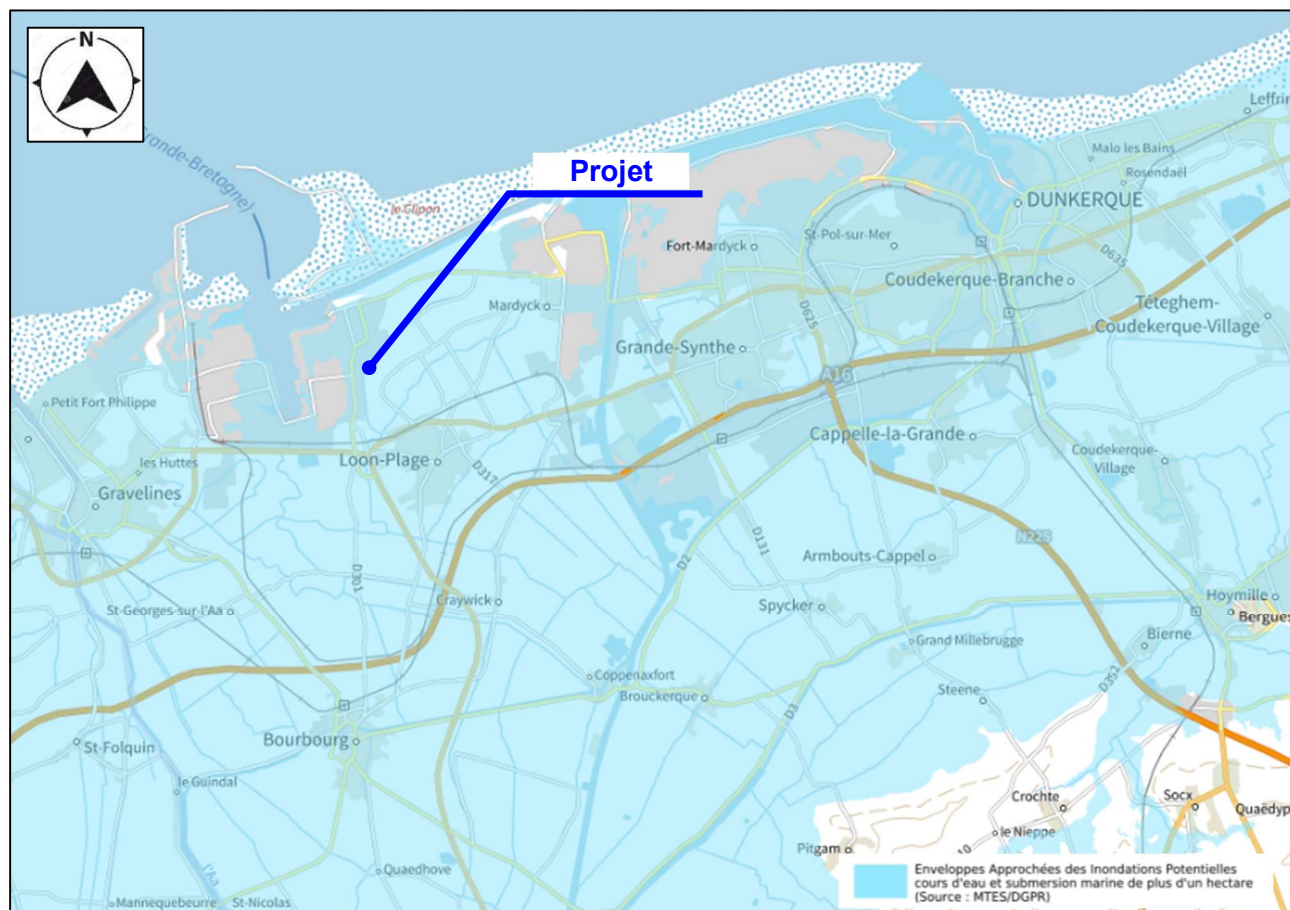 N
Grande-Bretagne)
Projet
le Clipon
Leffrin
Malo les Bains
Rosendaël
DUNKERQUE
Fort-Mardyck
St-Pol-sur-Mer
D635
Coudekerque-Branche
Mardyck
D625
Téteghem-
Coudekerque-Village
Grande-Synthe
A16
Petit Fort Philippe
Cappelle-la-Grande
Coudekerque-
Village
les Huttes
Loon-Plage
D317
Gravelines
N225
D131
Armbouts-Cappel
D2
D301
Craywick
St-Georges-sur-l'Aa
Spycker
Hoymille
Bergues
Bierne
Grand Millebrugge
Coppenaxfort
Brouckerque
Steene
D352
D3
Bourbourg
St-Folquin
le Guindal
Crochte
Socx
Quaëdyp
le Nieppe
Pitgam
10
l'Aa
Quaedhove
Mannequebeurre
St-Nicolas
Enveloppes Approchées des Inondations Potentielles
cours d'eau et submersion marine de plus d'un hectare
(Source : MTES/DGPR)